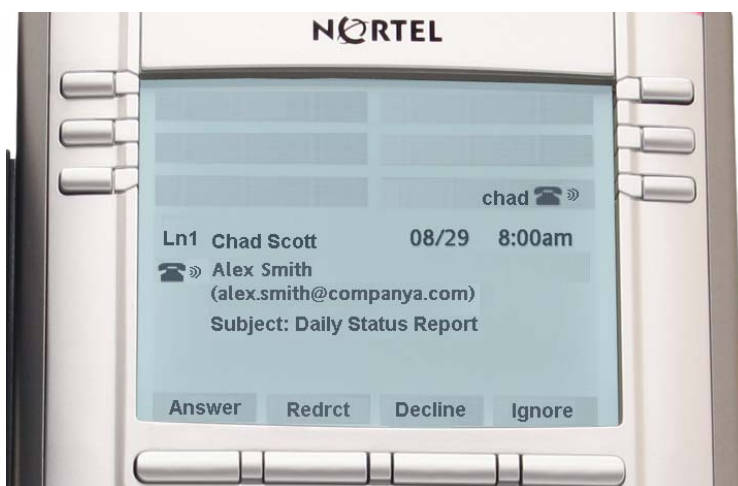 NORTEL
chad
Ln1 Chad Scott 08/29 8:00am
Alex Smith
(alex.smith@companya.com)
Subject: Daily Status Report
Answer Redrct Decline Ignore